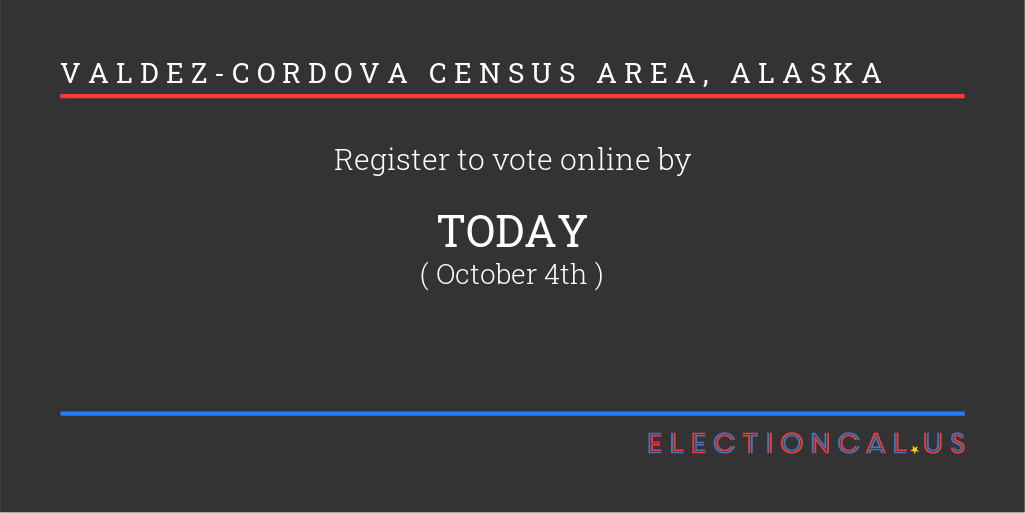 VALDEZ-CORDOVA CENSUS AREA, ALASKA
Register to vote online by
TODAY
( October 4th )
ELECTIONCAL.US